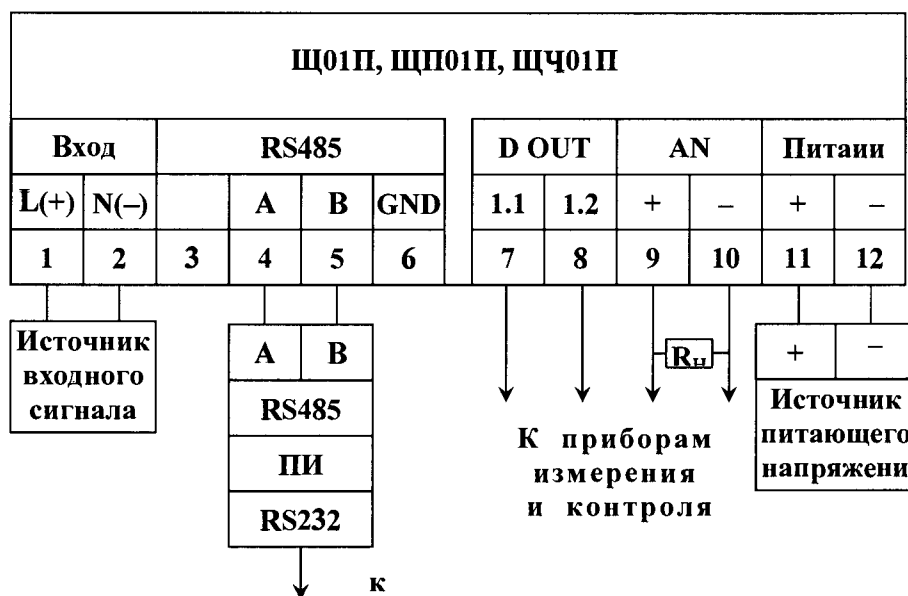 Щ01П, ЩП01П, ЩЧ01П
Вход RS485 D OUT AN Питаии
L(+) N(–) A B GND 1.1 1.2 + – + –
1 2 3 4 5 6 7 8 9 10 11 12
Источник
входного
сигнала
A B
RS485
ПИ
RS232
к
Rн
К приборам
измерения
и контроля
+ –
Источник
питающего
напряжени